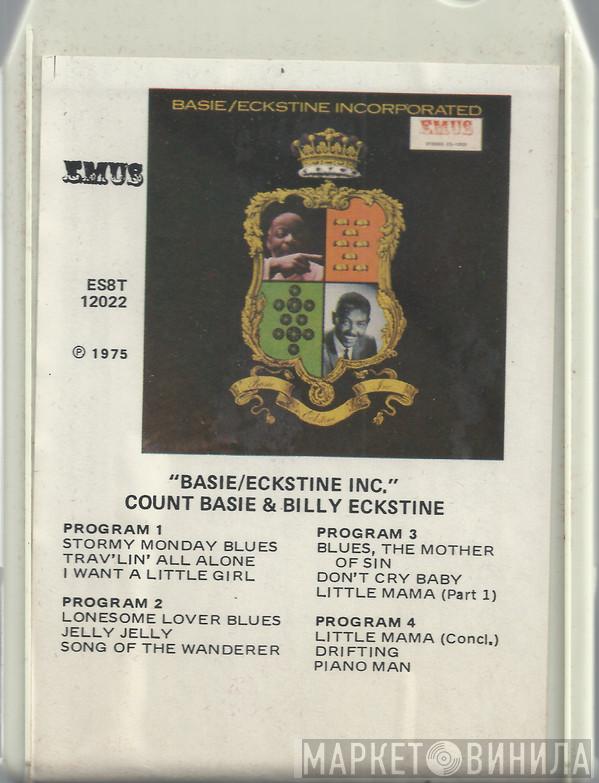 BASIE/ECKSTINE INCORPORATED
EMUS
EMUS
ES8T
12022
℗ 1975
Basie
Eckstine
Inc.
"BASIE/ECKSTINE INC."
COUNT BASIE & BILLY ECKSTINE
PROGRAM 1
STORMY MONDAY BLUES
TRAV'LIN' ALL ALONE
I WANT A LITTLE GIRL
PROGRAM 2
LONESOME LOVER BLUES
JELLY JELLY
SONG OF THE WANDERER
PROGRAM 3
BLUES, THE MOTHER
OF SIN
DON'T CRY BABY
LITTLE MAMA (Part 1)
PROGRAM 4
LITTLE MAMA (Concl.)
DRIFTING
PIANO MAN
МАРКЕТ ВИНИЛА